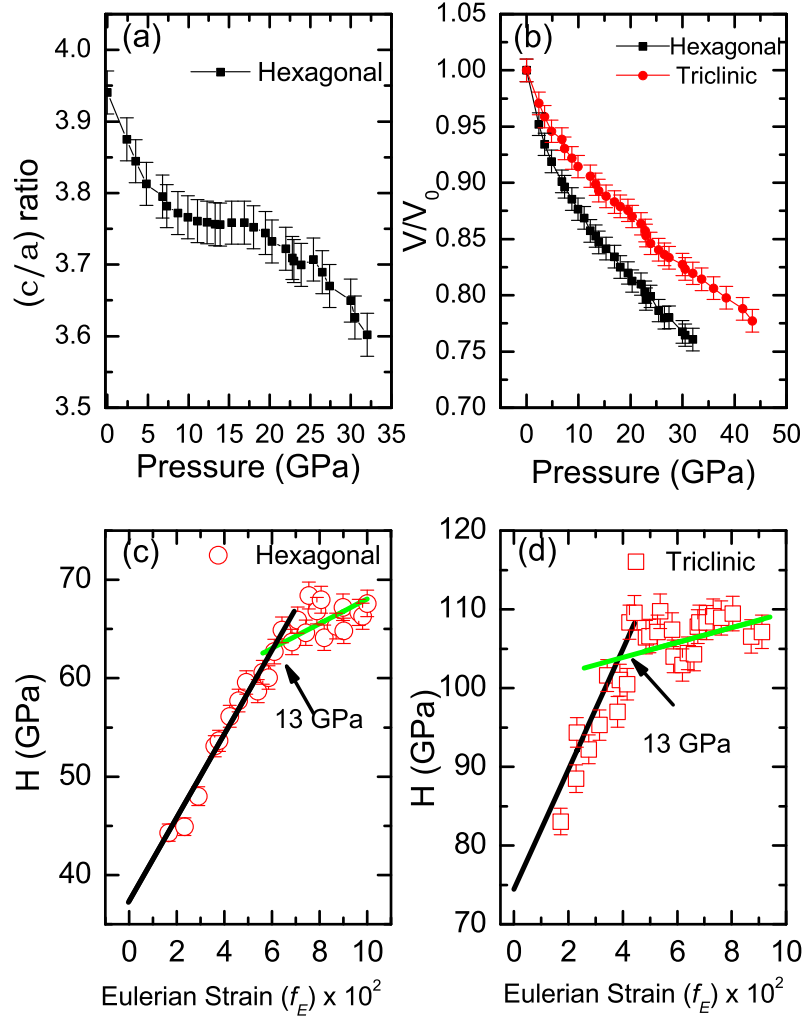 (a)
Hexagonal
4.0
3.9
3.8
3.7
3.6
3.5
(c/a) ratio
0 5 10 15 20 25 30 35
Pressure (GPa)
(b)
Hexagonal
Triclinic
1.05
1.00
0.95
0.90
0.85
0.80
0.75
0.70
V/V0
0 10 20 30 40 50
Pressure (GPa)
(c)
Hexagonal
70
60
50
40
H (GPa)
13 GPa
0 2 4 6 8 10
Eulerian Strain (fE) x 10²
(d)
Triclinic
120
110
100
90
80
70
H (GPa)
13 GPa
0 2 4 6 8 10
Eulerian Strain (fE) x 10²